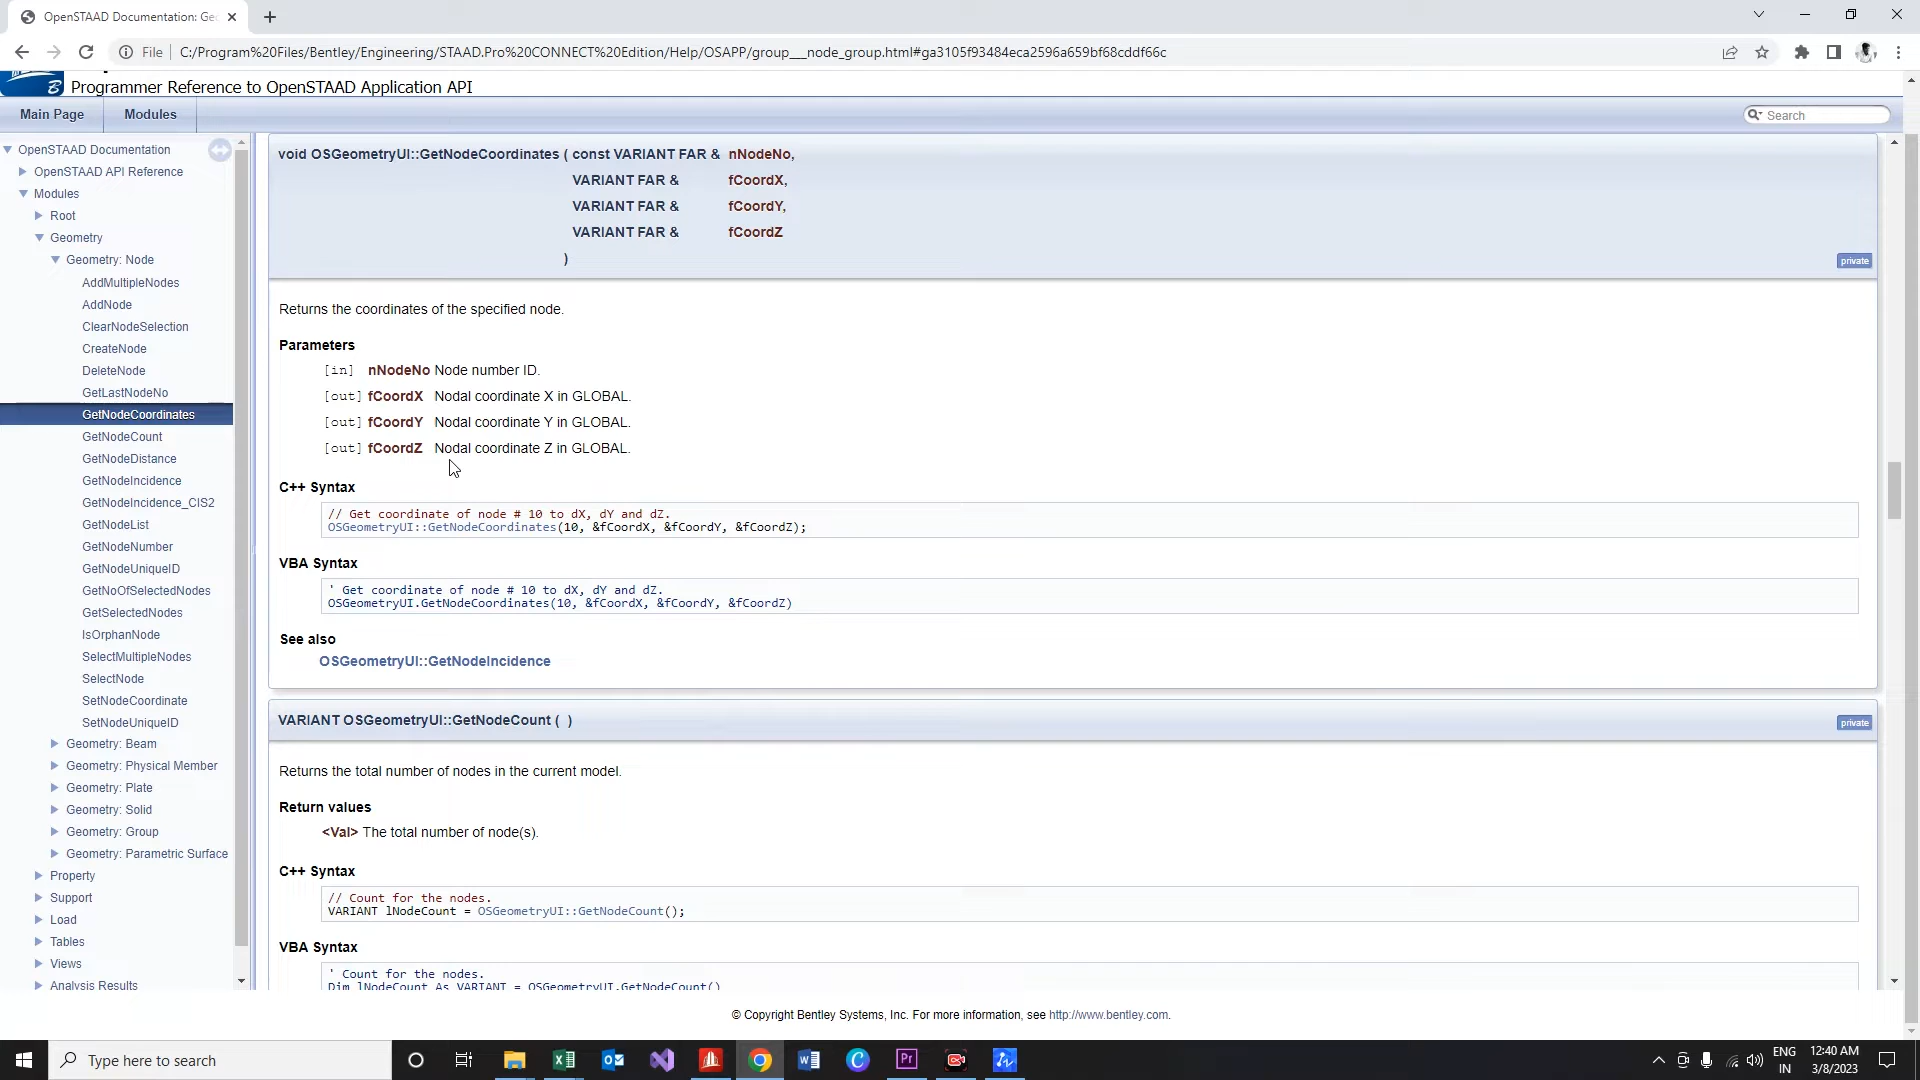 OpenSTAAD Documentation: Geo
File
C:/Program%20Files/Bentley/Engineering/STAAD.Pro%20CONNECT%20Edition/Help/OSAPP/group___node_group.html#ga3105f93484eca2596a659bf68cddf66c
Programmer Reference to OpenSTAAD Application API
Main Page
Modules
Search
OpenSTAAD Documentation
OpenSTAAD API Reference
Modules
Root
Geometry
Geometry: Node
AddMultipleNodes
AddNode
ClearNodeSelection
CreateNode
DeleteNode
GetLastNodeNo
GetNodeCoordinates
GetNodeCount
GetNodeDistance
GetNodeIncidence
GetNodeIncidence_CIS2
GetNodeList
GetNodeNumber
GetNodeUniqueID
GetNoOfSelectedNodes
GetSelectedNodes
IsOrphanNode
SelectMultipleNodes
SelectNode
SetNodeCoordinate
SetNodeUniqueID
Geometry: Beam
Geometry: Physical Member
Geometry: Plate
Geometry: Solid
Geometry: Group
Geometry: Parametric Surface
Property
Support
Load
Tables
Views
Analysis Results
void OSGeometryUI::GetNodeCoordinates ( const VARIANT FAR & nNodeNo,
VARIANT FAR & fCoordX,
VARIANT FAR & fCoordY,
VARIANT FAR & fCoordZ
)
private
Returns the coordinates of the specified node.
Parameters
[in] nNodeNo Node number ID.
[out] fCoordX Nodal coordinate X in GLOBAL.
[out] fCoordY Nodal coordinate Y in GLOBAL.
[out] fCoordZ Nodal coordinate Z in GLOBAL.
C++ Syntax
// Get coordinate of node # 10 to dX, dY and dZ.
OSGeometryUI::GetNodeCoordinates(10, &fCoordX, &fCoordY, &fCoordZ);
VBA Syntax
' Get coordinate of node # 10 to dX, dY and dZ.
OSGeometryUI.GetNodeCoordinates(10, &fCoordX, &fCoordY, &fCoordZ)
See also
OSGeometryUI::GetNodeIncidence
VARIANT OSGeometryUI::GetNodeCount ( )
private
Returns the total number of nodes in the current model.
Return values
<Val> The total number of node(s).
C++ Syntax
// Count for the nodes.
VARIANT lNodeCount = OSGeometryUI::GetNodeCount();
VBA Syntax
' Count for the nodes.
Dim lNodeCount As VARIANT = OSGeometryUI.GetNodeCount()
© Copyright Bentley Systems, Inc. For more information, see http://www.bentley.com.
Type here to search
ENG
IN
12:40 AM
3/8/2023